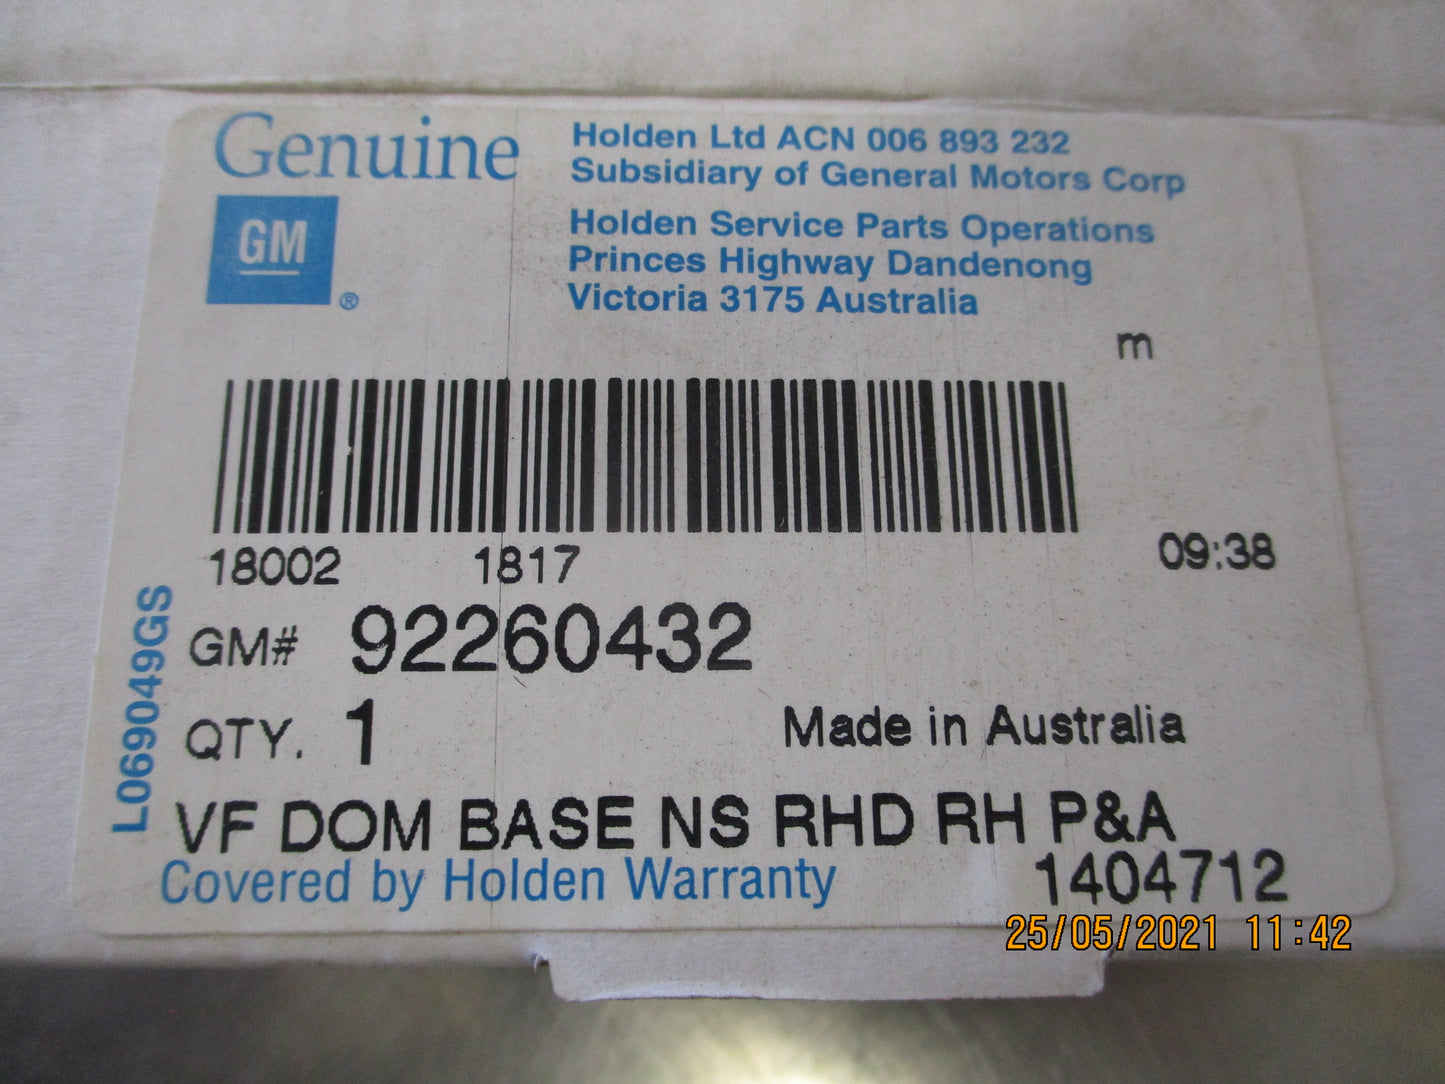 Genuine
GM
®
Holden Ltd ACN 006 893 232
Subsidiary of General Motors Corp
Holden Service Parts Operations
Princes Highway Dandenong
Victoria 3175 Australia
m
18002 1817 09:38
GM# 92260432
QTY. 1 Made in Australia
VF DOM BASE NS RHD RH P&A
Covered by Holden Warranty 1404712
L069049GS
25/05/2021 11:42